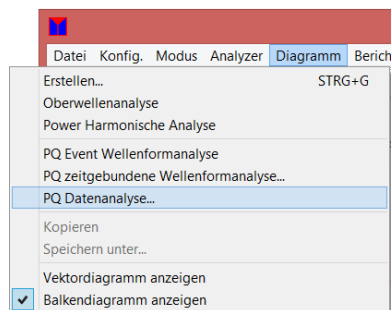 Datei Konfig. Modus Analyzer Diagramm Berich
Erstellen... STRG+G
Oberwellenanalyse
Power Harmonische Analyse
PQ Event Wellenformanalyse
PQ zeitgebundene Wellenformanalyse...
PQ Datenanalyse...
Kopieren
Speichern unter...
Vektordiagramm anzeigen
Balkendiagramm anzeigen